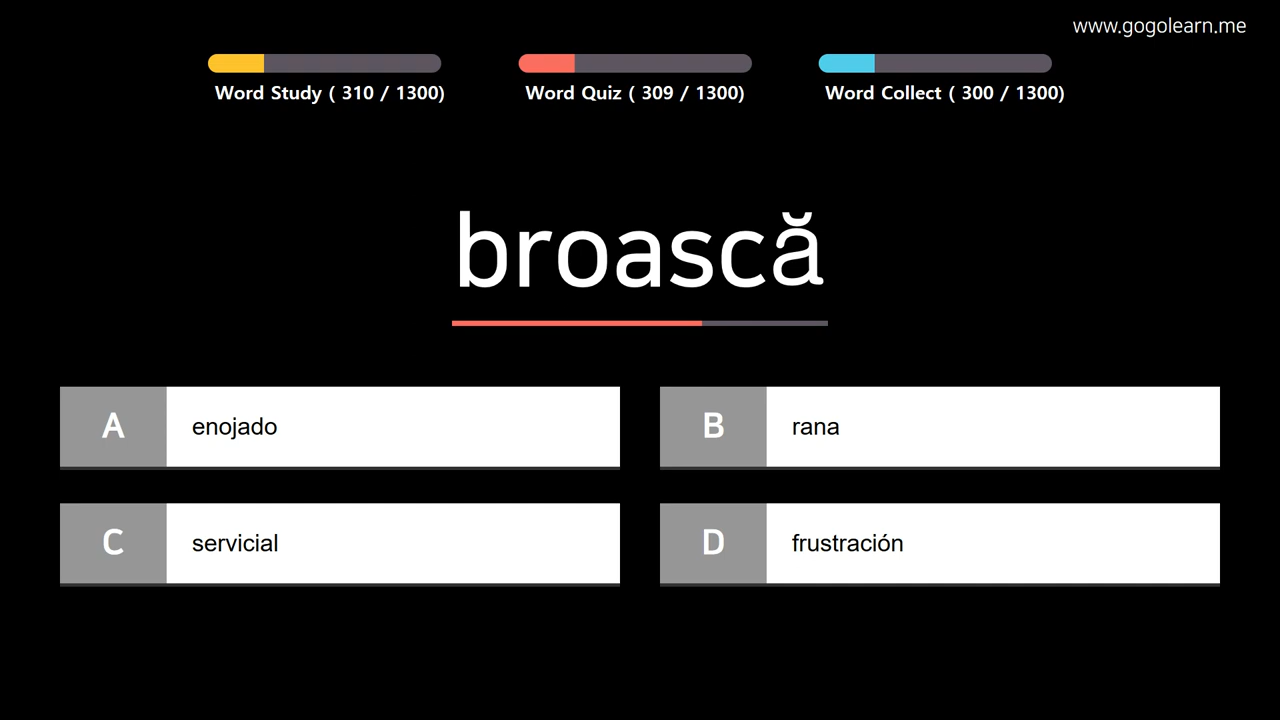 www.gogolearn.me
Word Study ( 310 / 1300)
Word Quiz ( 309 / 1300)
Word Collect ( 300 / 1300)
broască
A enojado
B rana
C servicial
D frustración